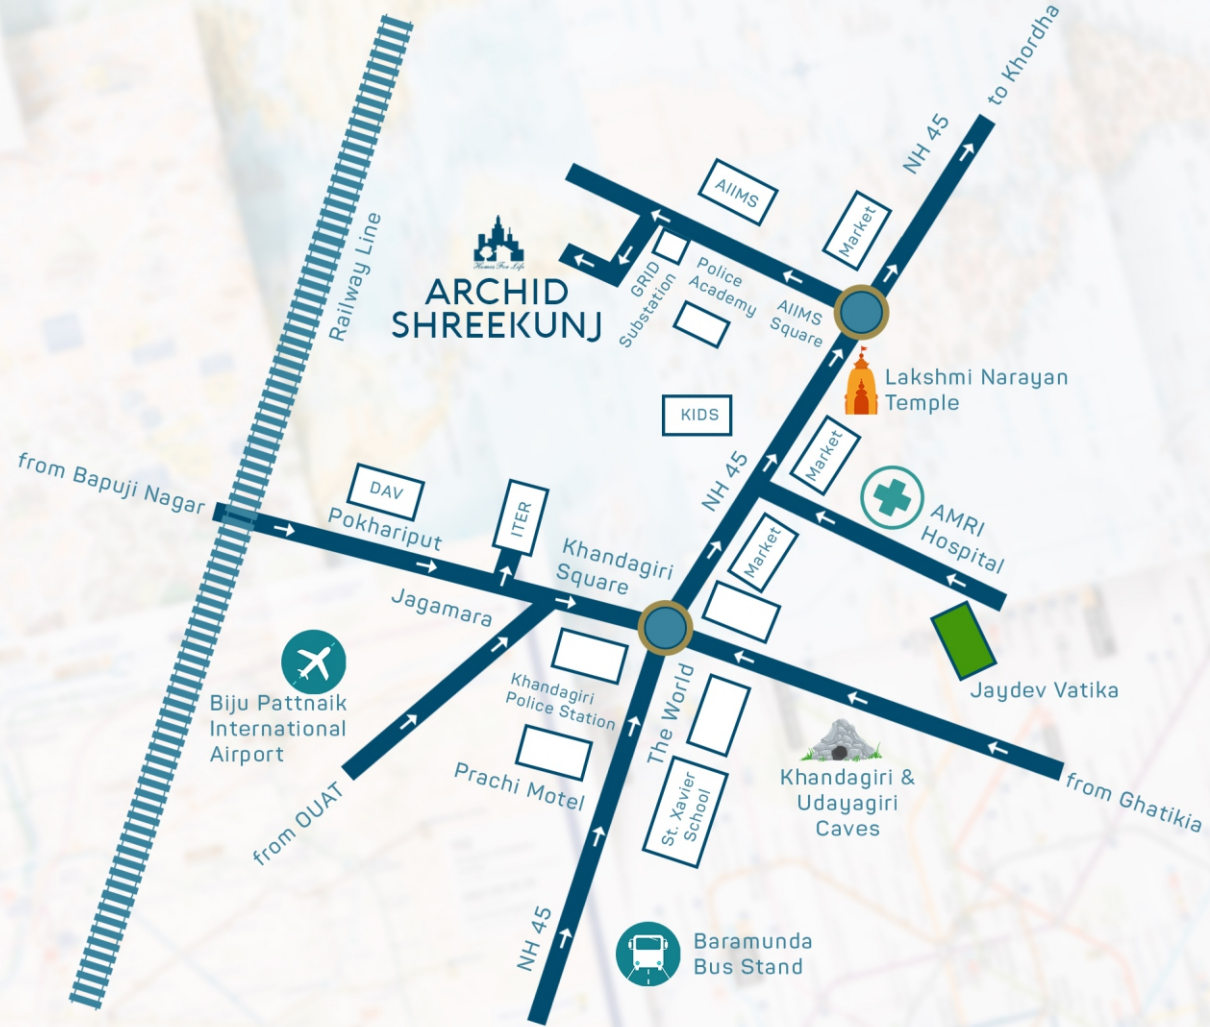 to Khordha
NH 45
AIIMS
Market
Railway Line
Homes For Life
ARCHID
SHREEKUNJ
GRID
Substation
Police
Academy
AIIMS
Square
Lakshmi Narayan
Temple
KIDS
Market
NH 45
from Bapuji Nagar
DAV
Pokhariput
ITER
AMRI
Hospital
Khandagiri
Square
Market
Jagamara
Biju Pattnaik
International
Airport
Khandagiri
Police Station
The World
Jaydev Vatika
Prachi Motel
St. Xavier
School
Khandagiri &
Udayagiri
Caves
from Ghatikia
from OUAT
NH 45
Baramunda
Bus Stand